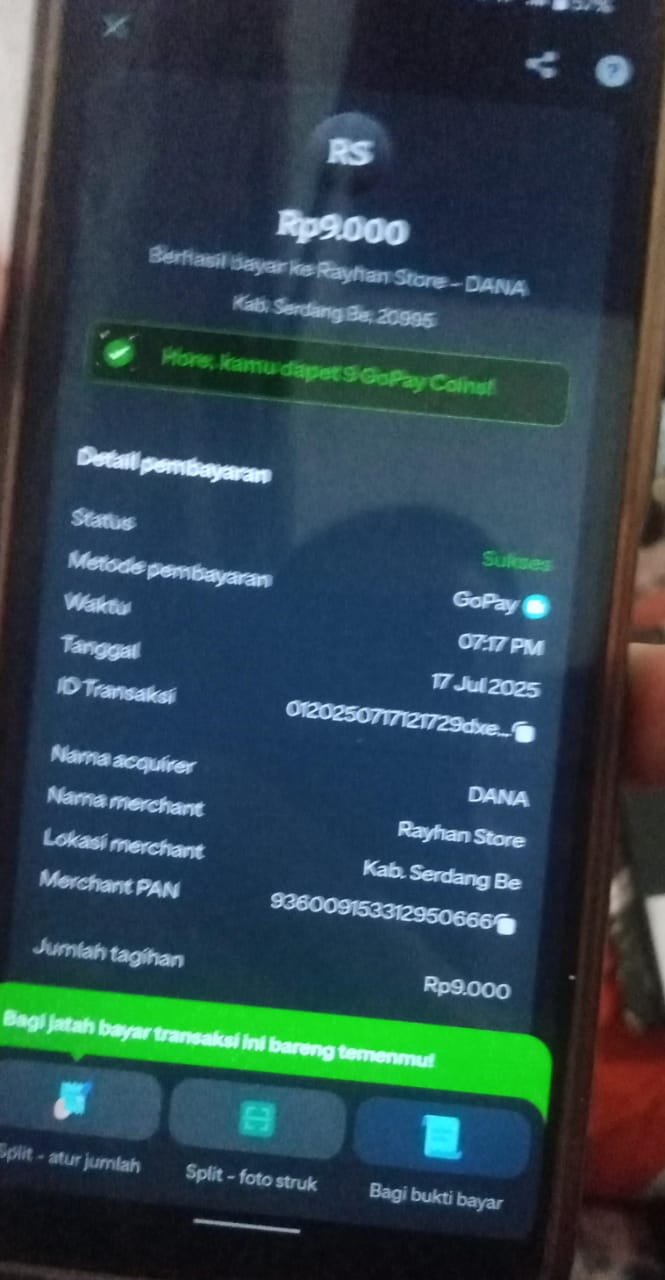 57%
RS
Rp9.000
Berhasil bayar ke Rayhan Store - DANA
Kab. Serdang Be, 20995
Hore, kamu dapet 9 GoPay Coins!
Detail pembayaran
Status Sukses
Metode pembayaran GoPay
Waktu 07:17 PM
Tanggal 17 Jul 2025
ID Transaksi 0120250717121729dxe...
Nama acquirer DANA
Nama merchant Rayhan Store
Lokasi merchant Kab. Serdang Be
Merchant PAN 9360091533129506666
Jumlah tagihan Rp9.000
Bagi jatah bayar transaksi ini bareng temenmu!
Split - atur jumlah
Split - foto struk
Bagi bukti bayar